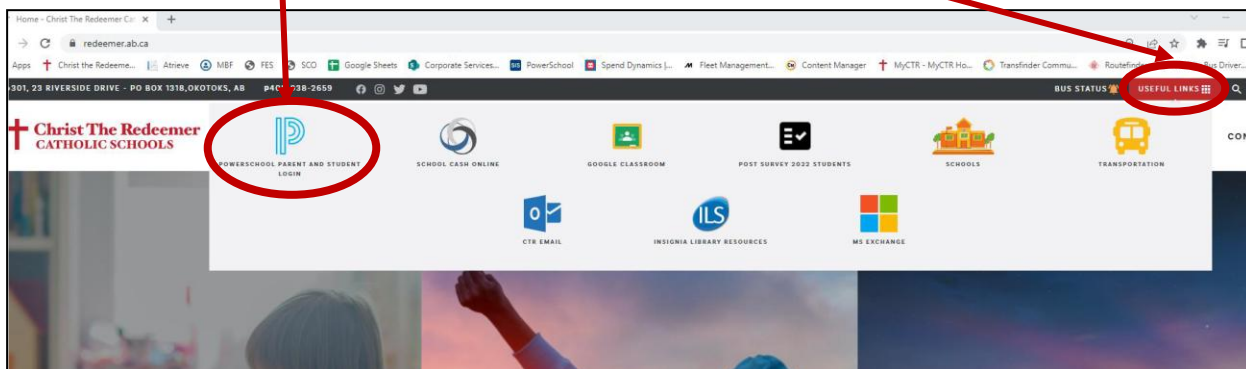 Home - Christ The Redeemer Cat
redeemer.ab.ca
Apps Christ the Redeeme... Atrieve MBF FES SCO Google Sheets Corporate Services... PowerSchool Spend Dynamics |... Fleet Management... Content Manager MyCTR - MyCTR Ho... Transfinder Commu... Bus Driver...
301, 23 RIVERSIDE DRIVE - PO BOX 1318, OKOTOKS, AB BUS STATUS USEFUL LINKS
Christ The Redeemer
CATHOLIC SCHOOLS
POWERSCHOOL PARENT AND STUDENT
LOGIN
SCHOOL CASH ONLINE
GOOGLE CLASSROOM
POST SURVEY 2022 STUDENTS
SCHOOLS
TRANSPORTATION
CTR EMAIL
ILS
INSIGNIA LIBRARY RESOURCES
MS EXCHANGE